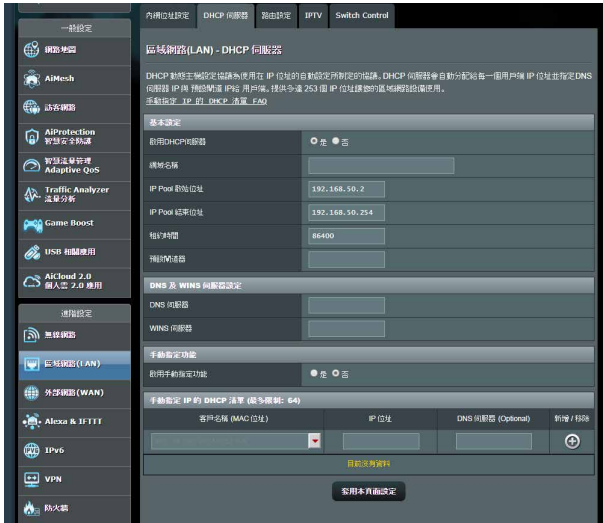 一般設定
網路地圖
AiMesh
訪客網路
AiProtection
智慧安全防護
智慧流量管理
Adaptive QoS
Traffic Analyzer
流量分析
Game Boost
USB 相關應用
AiCloud 2.0
個人雲 2.0 應用
進階設定
無線網路
區域網路(LAN)
外部網路(WAN)
Alexa & IFTTT
IPv6
VPN
防火牆
內網位址設定 DHCP 伺服器 路由設定 IPTV Switch Control
區域網路(LAN) - DHCP 伺服器
DHCP 動態主機設定協議為使用在 IP 位址的自動設定所制定的協議。DHCP 伺服器會自動分配給每一個用戶端 IP 位址並指定DNS
伺服器 IP 與 預設閘道 IP給 用戶端。提供多達 253 個 IP 位址讓您的區域網路設備使用。
手動指定 IP 的 DHCP 清單 FAQ
基本設定
啟用DHCP伺服器 是 否
網域名稱
IP Pool 起始位址 192.168.50.2
IP Pool 結束位址 192.168.50.254
租約時間 86400
預設閘道器
DNS 及 WINS 伺服器設定
DNS 伺服器
WINS 伺服器
手動指定功能
啟用手動指定功能 是 否
手動指定 IP 的 DHCP 清單 (最多限制: 64)
客戶名稱 (MAC 位址) IP 位址 DNS 伺服器 (Optional) 新增 / 移除
目前沒有資料
套用本頁面設定